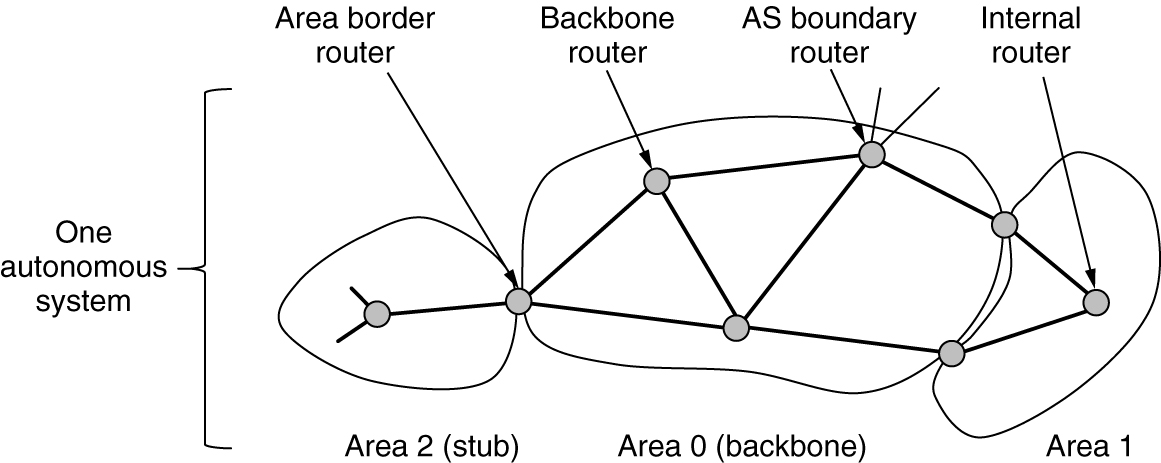 Area border
router
Backbone
router
AS boundary
router
Internal
router
One
autonomous
system
Area 2 (stub)
Area 0 (backbone)
Area 1